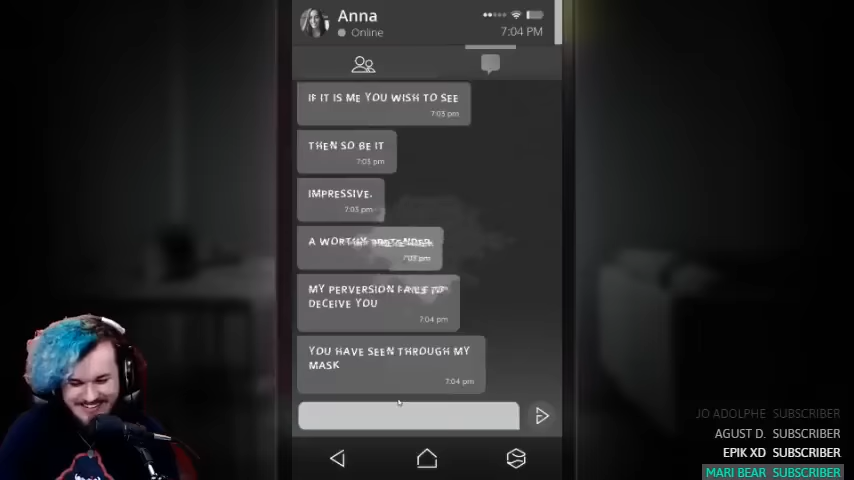 Anna
Online
7:04 PM
IF IT IS ME YOU WISH TO SEE
7:03 pm
THEN SO BE IT
7:03 pm
IMPRESSIVE.
7:03 pm
A WORTHY PRETENDER.
7:03 pm
MY PERVERSION FAILS TO
DECEIVE YOU
7:04 pm
YOU HAVE SEEN THROUGH MY
MASK
7:04 pm
JO ADOLPHE SUBSCRIBER
AGUST D. SUBSCRIBER
EPIK XD SUBSCRIBER
MARI BEAR SUBSCRIBER